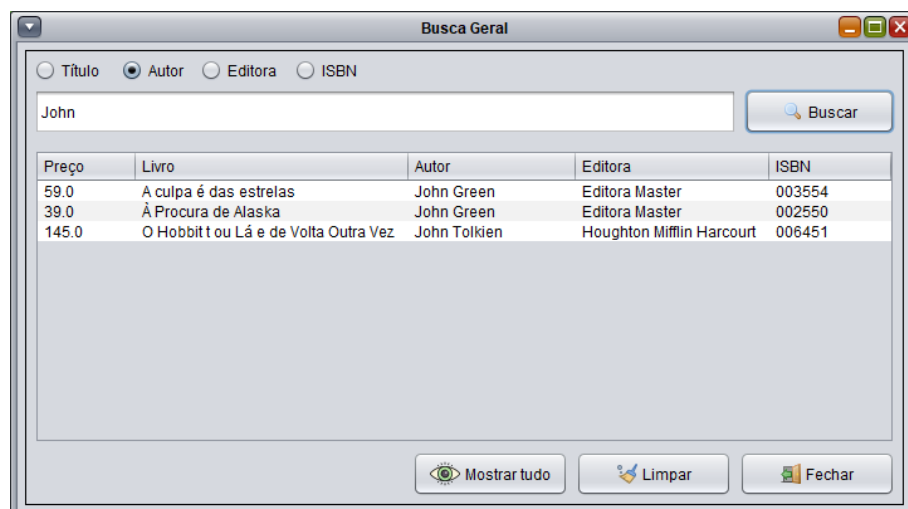 Busca Geral
Título Autor Editora ISBN
John Buscar
Preço Livro Autor Editora ISBN
59.0 A culpa é das estrelas John Green Editora Master 003554
39.0 À Procura de Alaska John Green Editora Master 002550
145.0 O Hobbit t ou Lá e de Volta Outra Vez John Tolkien Houghton Mifflin Harcourt 006451
Mostrar tudo Limpar Fechar